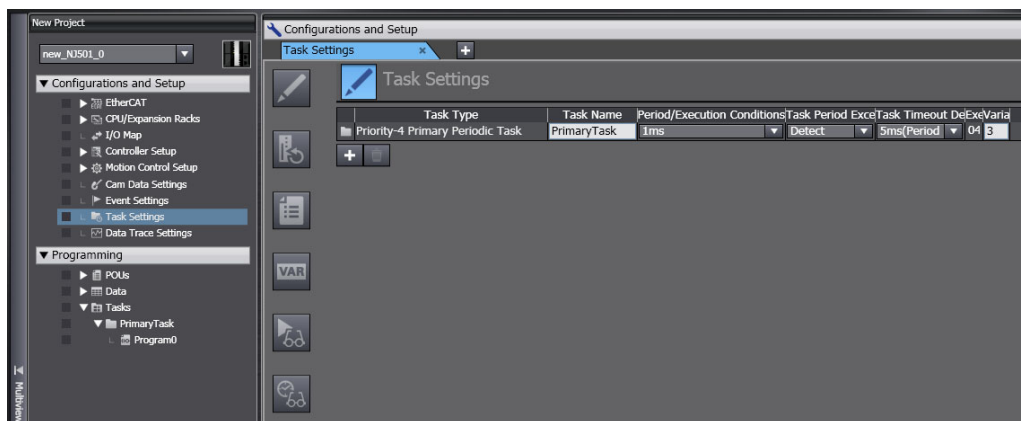 New Project
new_NJ501_0
Configurations and Setup
EtherCAT
CPU/Expansion Racks
I/O Map
Controller Setup
Motion Control Setup
Cam Data Settings
Event Settings
Task Settings
Data Trace Settings
Programming
POUs
Data
Tasks
PrimaryTask
Program0
Multiview
Configurations and Setup
Task Settings
Task Settings
VAR
Task Type Task Name Period/Execution Conditions Task Period Exce Task Timeout De Exe Varia
Priority-4 Primary Periodic Task PrimaryTask 1ms Detect 5ms(Period 04 3